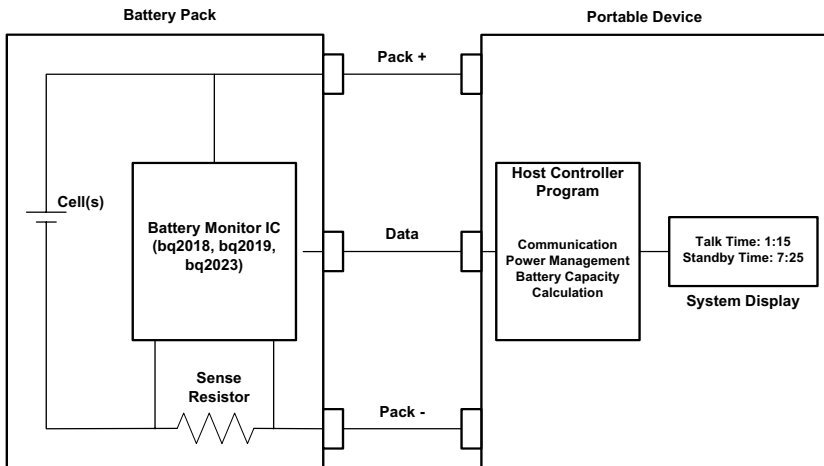 Battery Pack
Portable Device
Pack +
Cell(s)
Battery Monitor IC
(bq2018, bq2019,
bq2023)
Data
Host Controller
Program
Communication
Power Management
Battery Capacity
Calculation
Talk Time: 1:15
Standby Time: 7:25
System Display
Sense
Resistor
Pack -